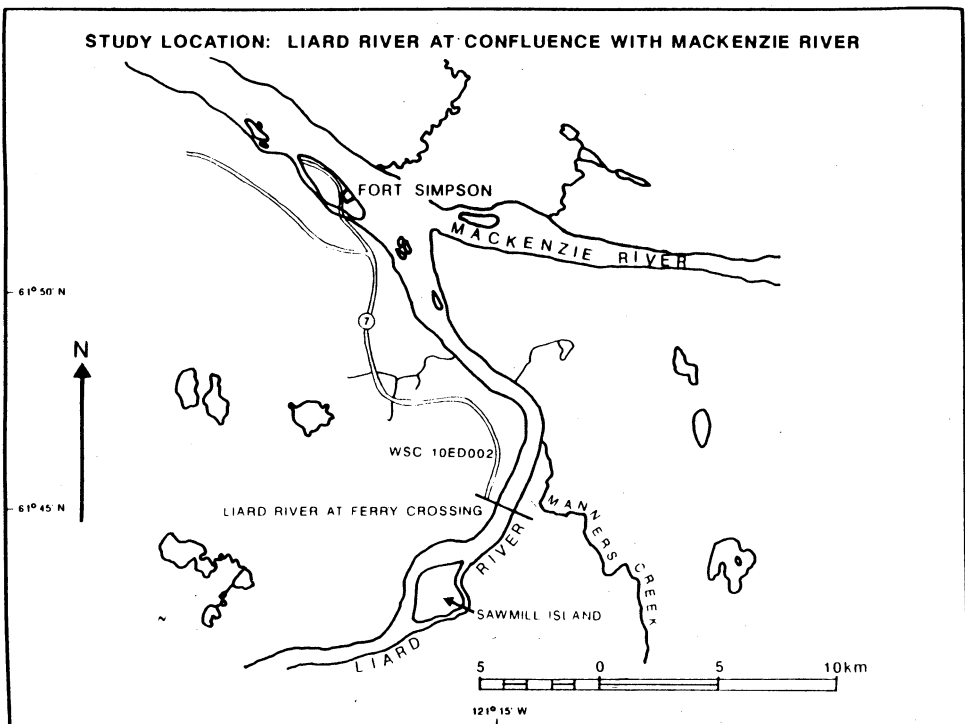 STUDY LOCATION: LIARD RIVER AT CONFLUENCE WITH MACKENZIE RIVER
FORT SIMPSON
MACKENZIE RIVER
61° 50' N
7
N
WSC 10ED002
61° 45' N
LIARD RIVER AT FERRY CROSSING
MANNERS CREEK
SAWMILL ISLAND
LIARD RIVER
5 0 5 10km
121° 15' W